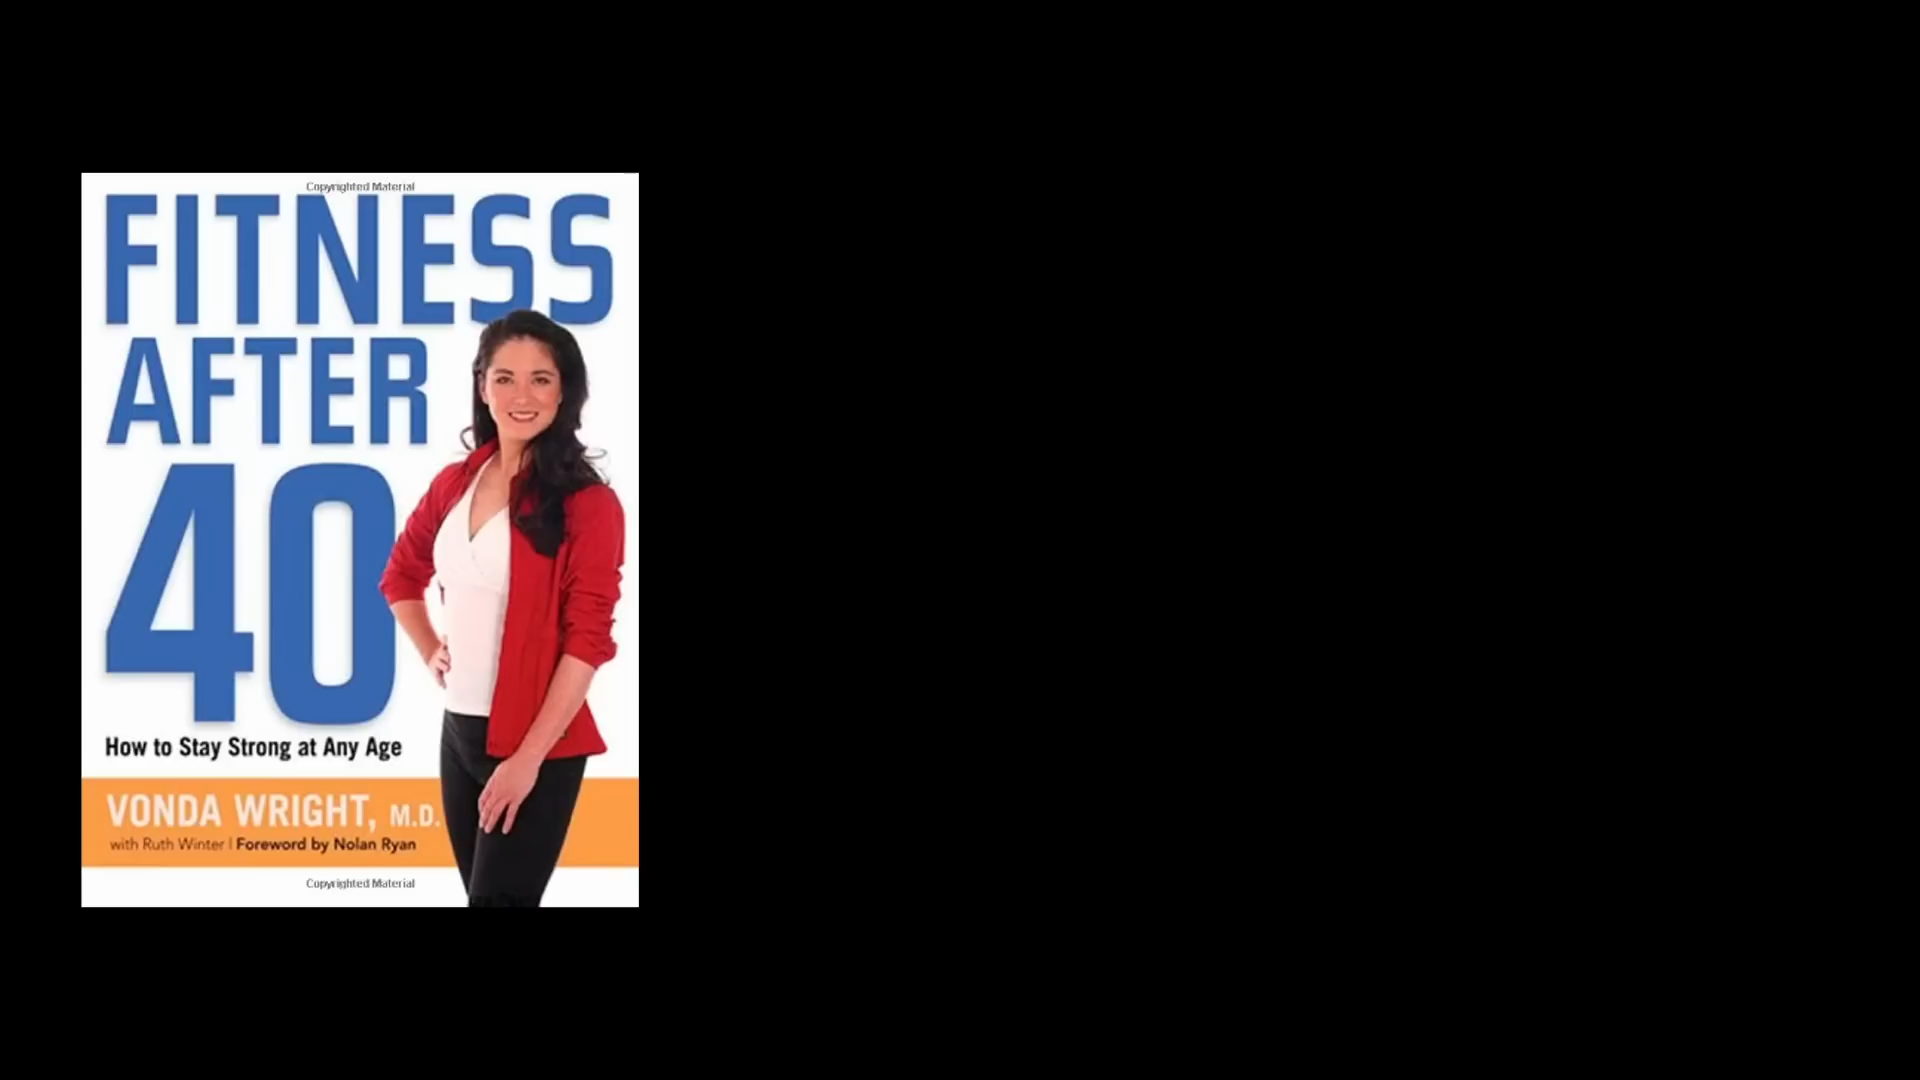 Copyrighted Material
FITNESS
AFTER
40
How to Stay Strong at Any Age
VONDA WRIGHT, M.D.
with Ruth Winter | Foreword by Nolan Ryan
Copyrighted Material